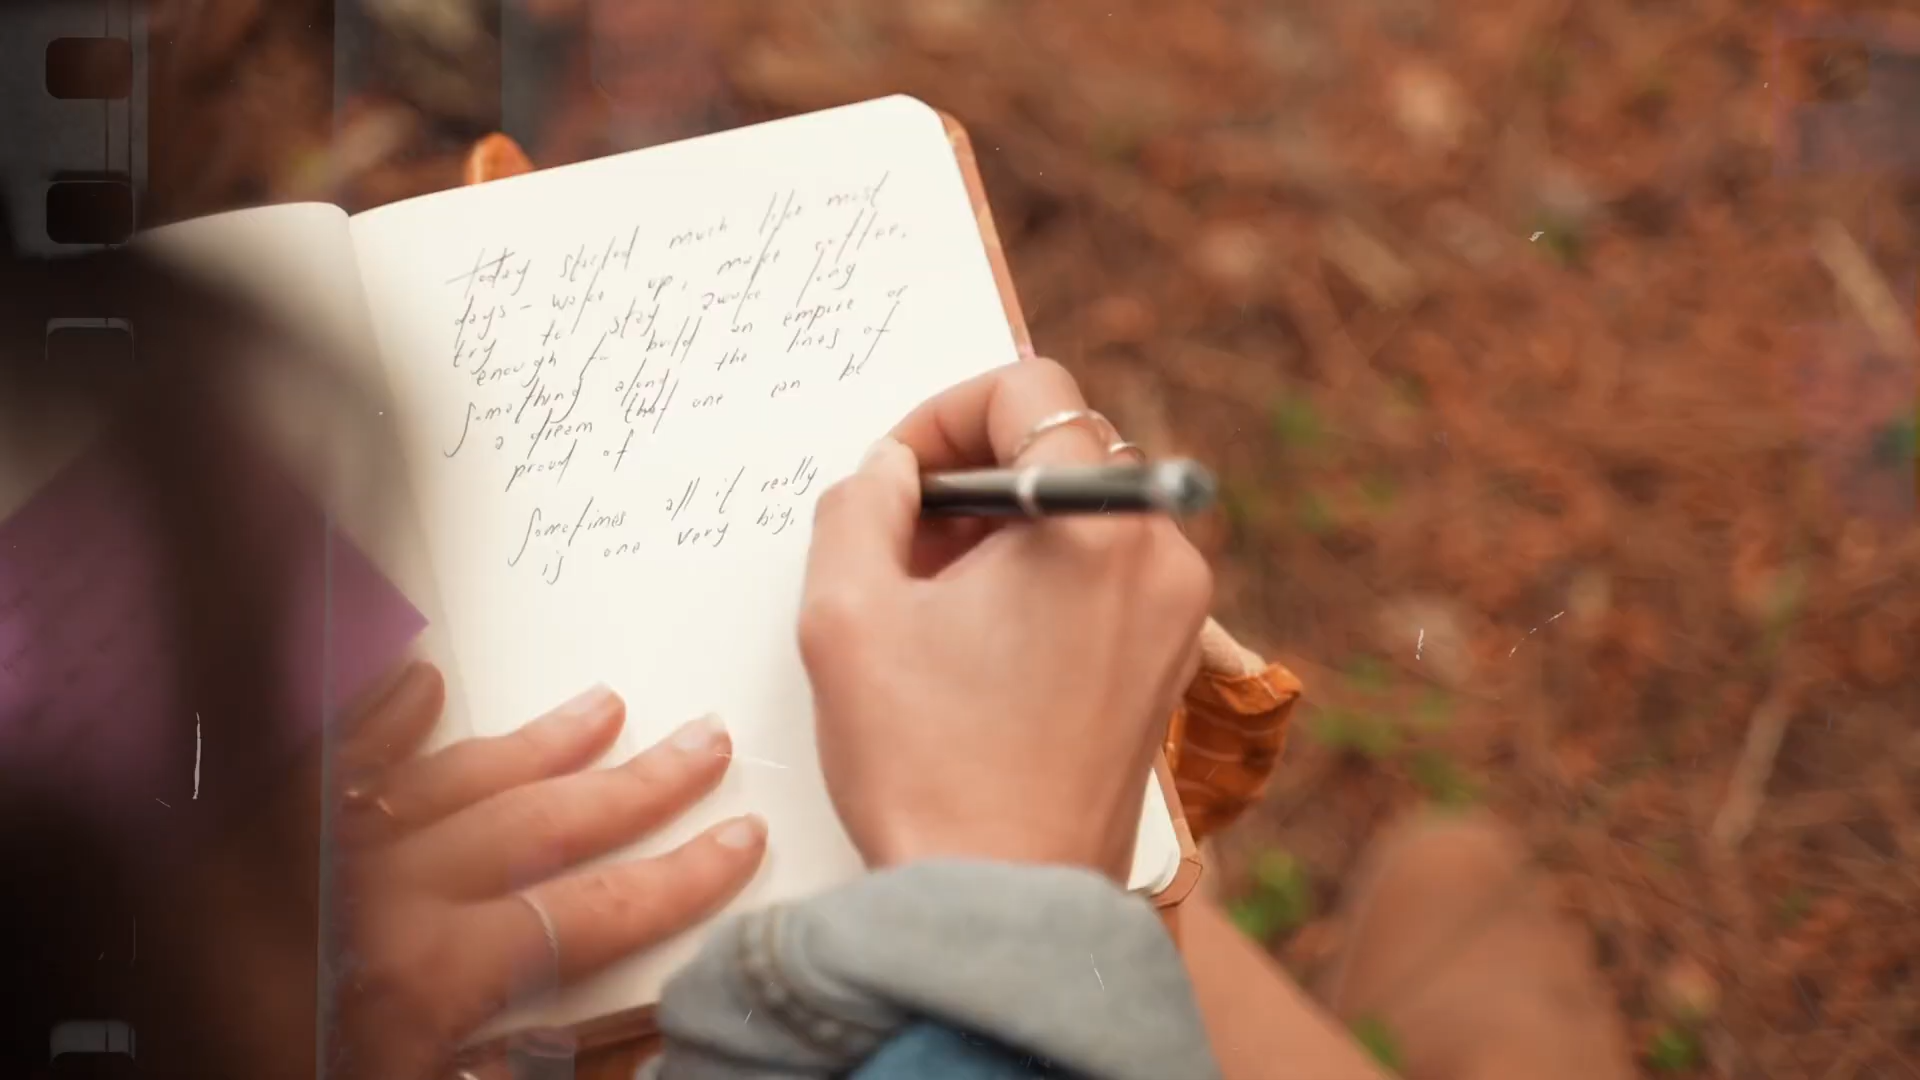 today started much like most
days - wake up, make coffee,
try to stay awake long
enough to build an empire or
something along the lines of
a dream that one can be
proud of
Sometimes all it really
is one very big,